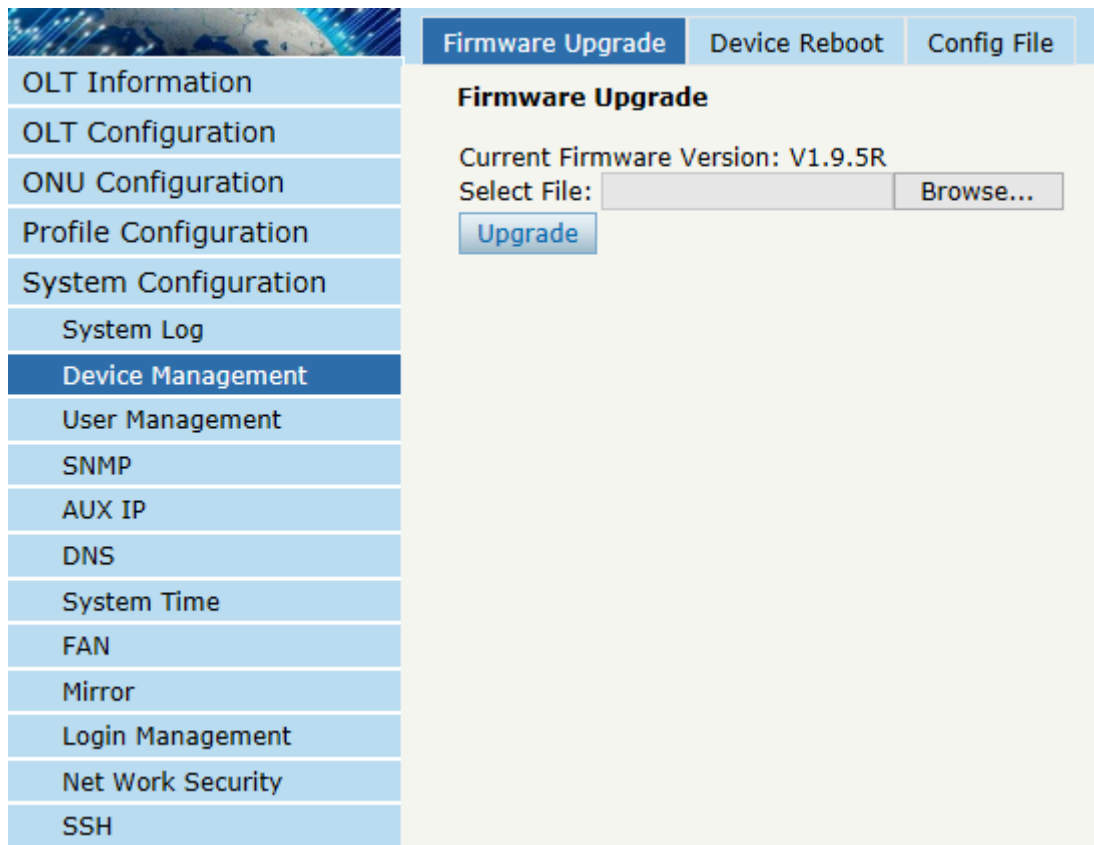 Firmware Upgrade
Device Reboot
Config File
OLT Information
OLT Configuration
ONU Configuration
Profile Configuration
System Configuration
System Log
Device Management
User Management
SNMP
AUX IP
DNS
System Time
FAN
Mirror
Login Management
Net Work Security
SSH
Firmware Upgrade
Current Firmware Version: V1.9.5R
Select File: Browse...
Upgrade